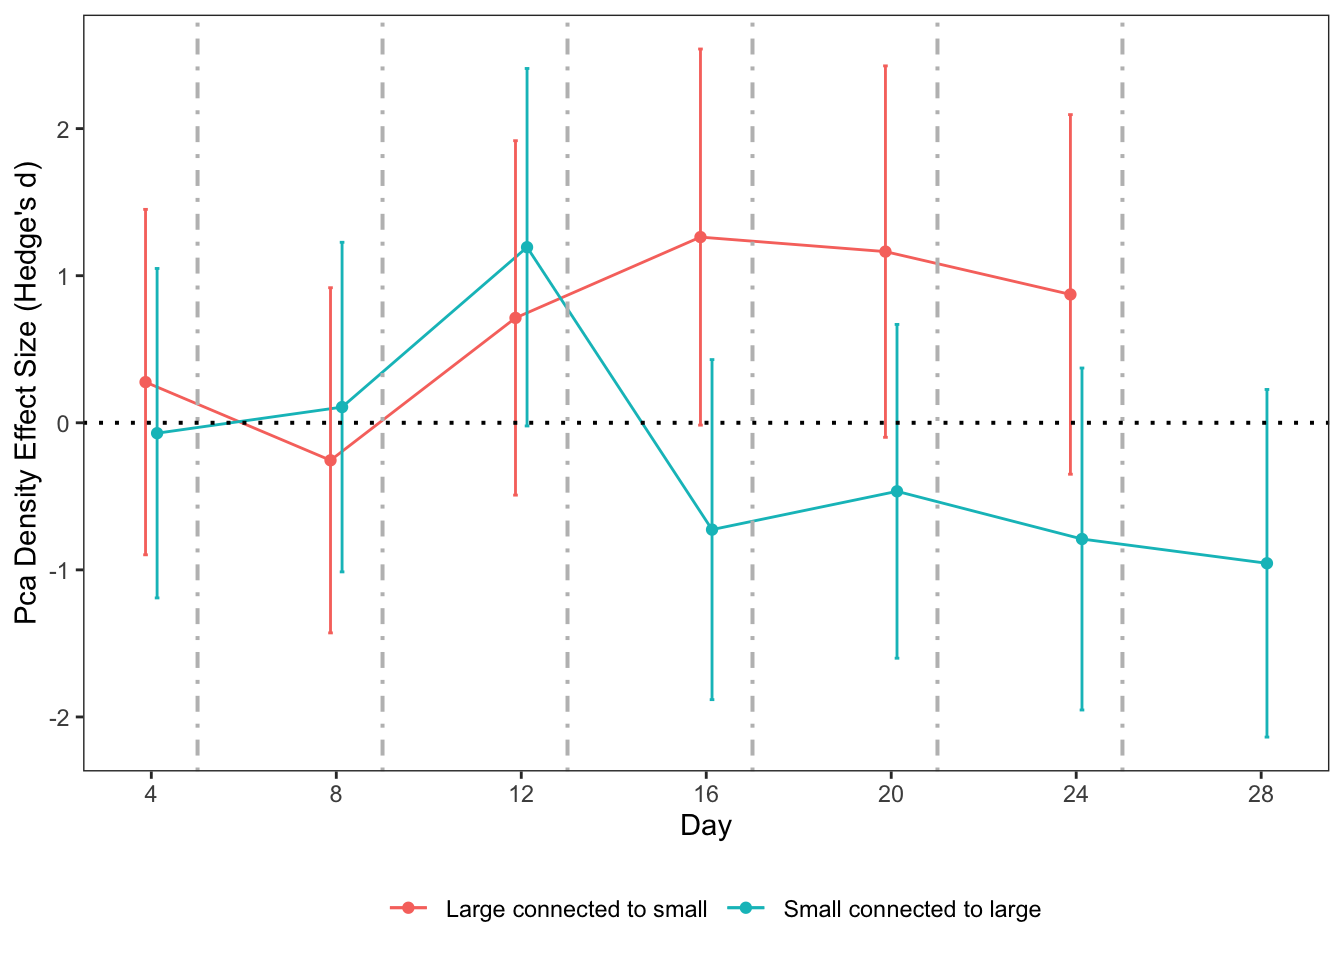 Pca Density Effect Size (Hedge's d)
2
1
0
-1
-2
4 8 12 16 20 24 28
Day
Large connected to small Small connected to large